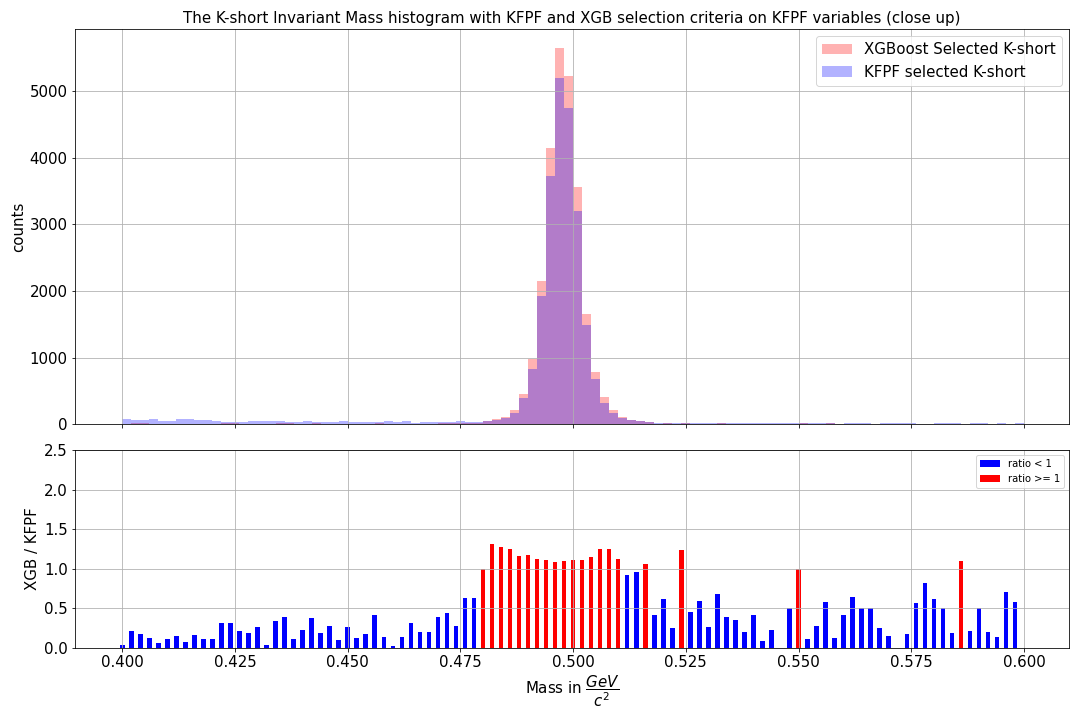 The K-short Invariant Mass histogram with KFPF and XGB selection criteria on KFPF variables (close up)
XGBoost Selected K-short
KFPF selected K-short
counts
5000
4000
3000
2000
1000
0
ratio < 1
ratio >= 1
XGB / KFPF
2.5
2.0
1.5
1.0
0.5
0.0
0.400 0.425 0.450 0.475 0.500 0.525 0.550 0.575 0.600
Mass in GeV/c²